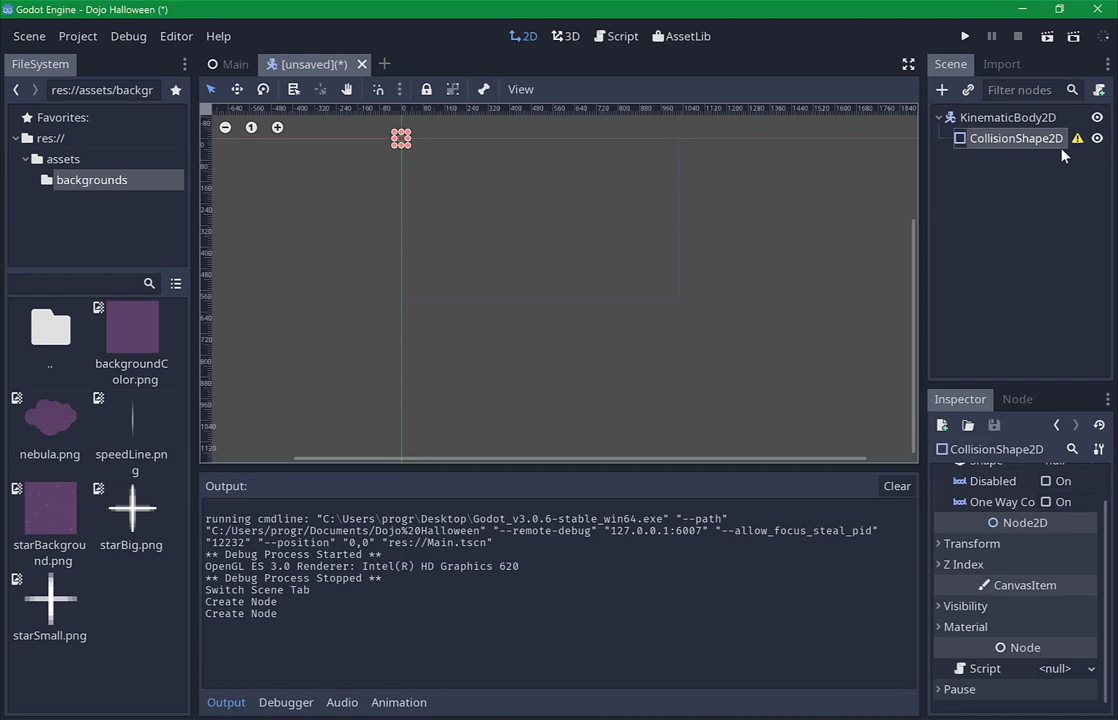 Godot Engine - Dojo Halloween (*)
Scene Project Debug Editor Help
2D 3D Script AssetLib
FileSystem
Main [unsaved](*)
Scene Import
res://assets/backgr
View
Filter nodes
Favorites:
res://
assets
backgrounds
KinematicBody2D
CollisionShape2D
..
backgroundC
olor.png
nebula.png
speedLine.pn
g
starBackgrou
nd.png
starBig.png
starSmall.png
Output:
Clear
running cmdline: "C:\Users\progr\Desktop\Godot_v3.0.6-stable_win64.exe" "--path"
"C:/Users/progr/Documents/Dojo%20Halloween" "--remote-debug" "127.0.0.1:6007" "--allow_focus_steal_pid"
"12232" "--position" "0,0" "res://Main.tscn"
** Debug Process Started **
OpenGL ES 3.0 Renderer: Intel(R) HD Graphics 620
** Debug Process Stopped **
Switch Scene Tab
Create Node
Create Node
Output Debugger Audio Animation
Inspector Node
CollisionShape2D
Disabled On
One Way Co On
Node2D
Transform
Z Index
CanvasItem
Visibility
Material
Node
Script <null>
Pause